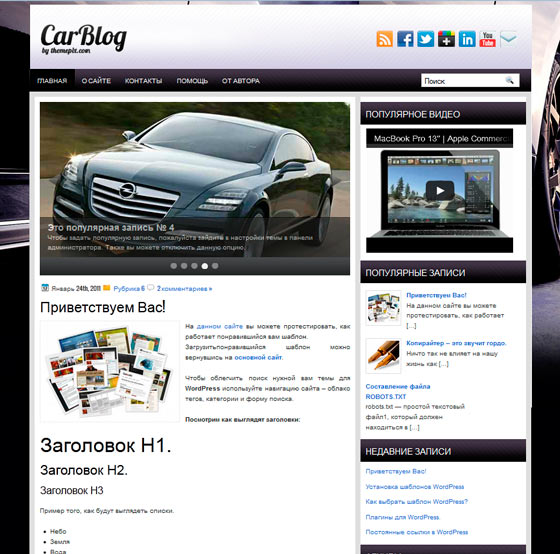 CarBlog
by themepix.com
ГЛАВНАЯ О САЙТЕ КОНТАКТЫ ПОМОЩЬ ОТ АВТОРА
Поиск
Это популярная запись № 4
Чтобы задать популярную запись, пожалуйста зайдите в настройки темы в панели
администратора. Также вы можете отключить данную опцию.
Январь 24th, 2011 Рубрика 6 2 комментариев »
Приветствуем Вас!
На данном сайте вы можете протестировать, как
работает понравившийся вам шаблон.
Загрузитьпонравившийся шаблон можно
вернувшись на основной сайт.
Чтобы облегчить поиск нужной вам темы для
WordPress используйте навигацию сайта – облако
тегов, категории и форму поиска.
Посмотрим как выглядят заголовки:
Заголовок H1.
Заголовок H2.
Заголовок H3
Пример того, как будут выглядеть списки.
Небо
Земля
Вода
ПОПУЛЯРНОЕ ВИДЕО
MacBook Pro 13" | Apple Commerc
ПОПУЛЯРНЫЕ ЗАПИСИ
Приветствуем Вас!
На данном сайте вы можете
протестировать, как работает
[...]
Копирайтер – это звучит гордо.
Ничто так не влияет на нашу
жизнь как [...]
Составление файла
ROBOTS.TXT
robots.txt — простой текстовый
файл1, который должен
находиться в [...]
НЕДАВНИЕ ЗАПИСИ
Приветствуем Вас!
Установка шаблонов WordPress
Как выбрать шаблон WordPress?
Плагины для WordPress.
Постоянные ссылки в WordPress